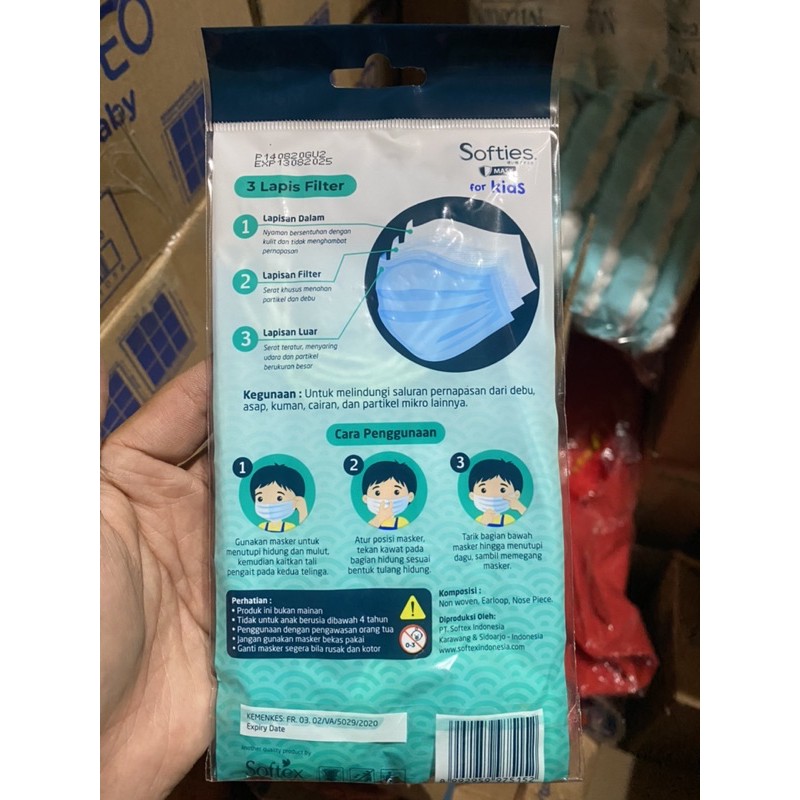 P140820GU2
EXP13082025
Softies
MASK
for kids
3 Lapis Filter
1
Lapisan Dalam
Nyaman bersentuhan dengan
kulit dan tidak menghambat
pernapasan
2
Lapisan Filter
Serat khusus menahan
partikel dan debu
3
Lapisan Luar
Serat teratur, menyaring
udara dan partikel
berukuran besar
Kegunaan : Untuk melindungi saluran pernapasan dari debu,
asap, kuman, cairan, dan partikel mikro lainnya.
Cara Penggunaan
1
Gunakan masker untuk
menutupi hidung dan mulut,
kemudian kaitkan tali
pengait pada kedua telinga.
2
Atur posisi masker,
tekan kawat pada
bagian hidung sesuai
bentuk tulang hidung.
3
Tarik bagian bawah
masker hingga menutupi
dagu, sambil memegang
masker.
Perhatian :
• Produk ini bukan mainan
• Tidak untuk anak berusia dibawah 4 tahun
• Penggunaan dengan pengawasan orang tua
• Jangan gunakan masker bekas pakai
• Ganti masker segera bila rusak dan kotor
0-3
Komposisi :
Non woven, Earloop, Nose Piece.
Diproduksi Oleh:
PT. Softex Indonesia
Karawang & Sidoarjo - Indonesia
www.softexindonesia.com
KEMENKES: FR. 03. 02/VA/5029/2020
Expiry Date
another quality product by
Softex
aby